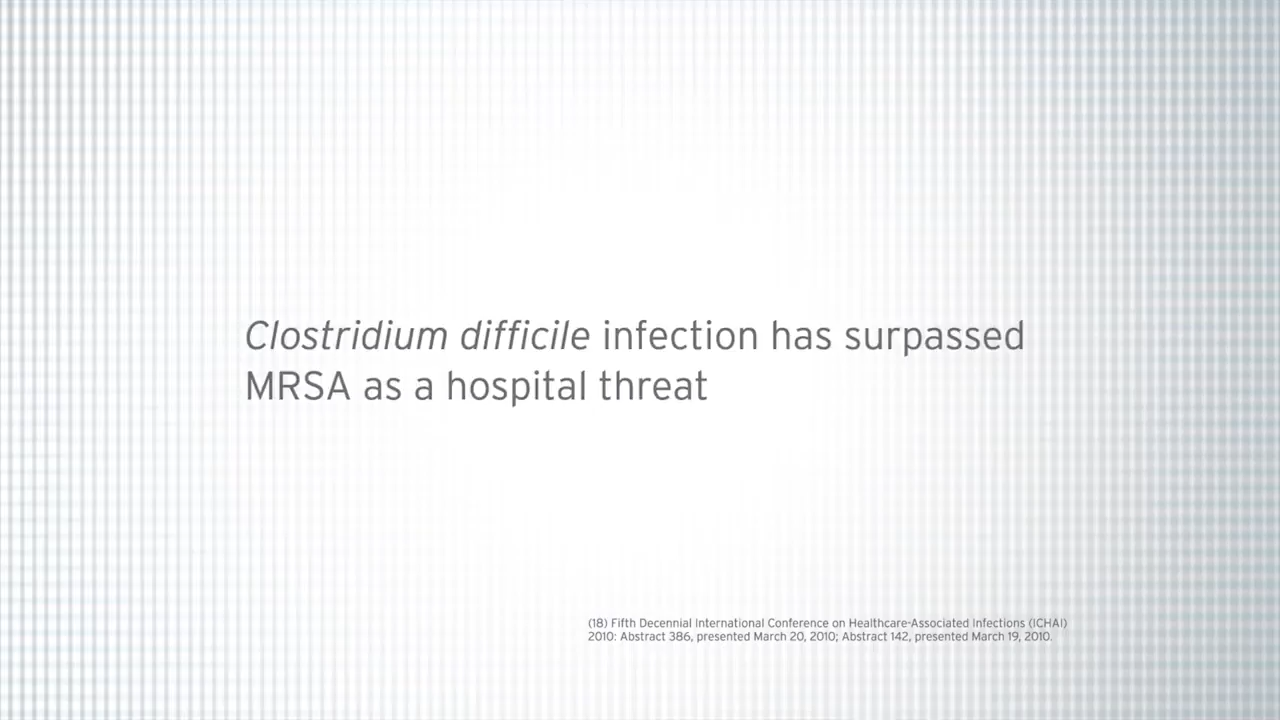 Clostridium difficile infection has surpassed
MRSA as a hospital threat
(18) Fifth Decennial International Conference on Healthcare-Associated Infections (ICHAI)
2010: Abstract 386, presented March 20, 2010; Abstract 142, presented March 19, 2010.